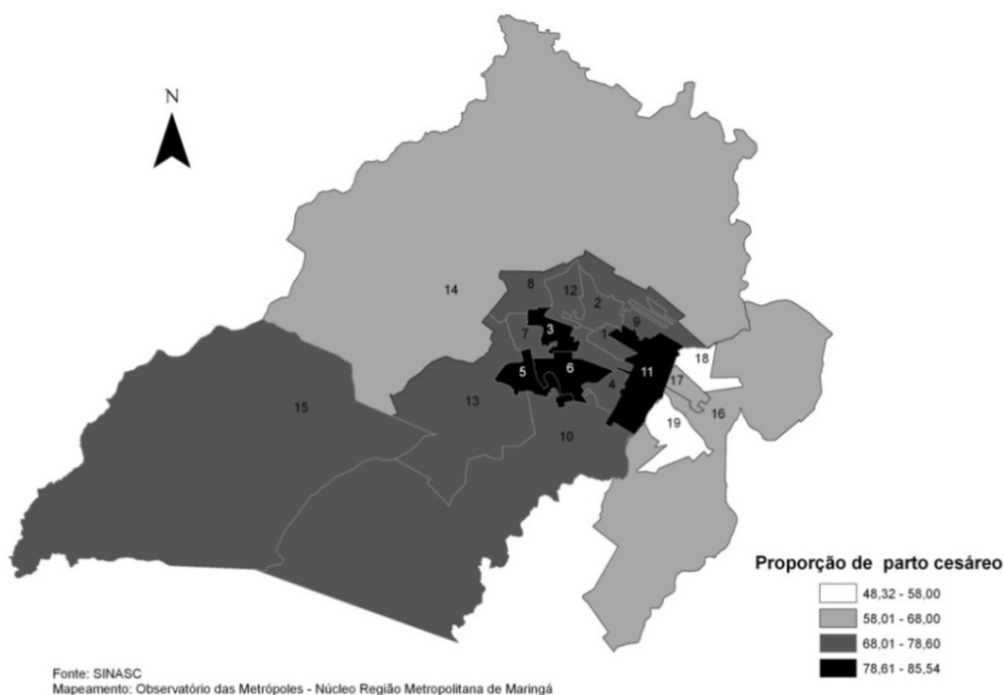 N
14
8
12
2
9
1
3
7
18
5
6
11
17
4
15
13
16
19
10
Proporção de parto cesáreo
48,32 - 58,00
58,01 - 68,00
68,01 - 78,60
78,61 - 85,54
Fonte: SINASC
Mapeamento: Observatório das Metrópoles - Núcleo Região Metropolitana de Maringá